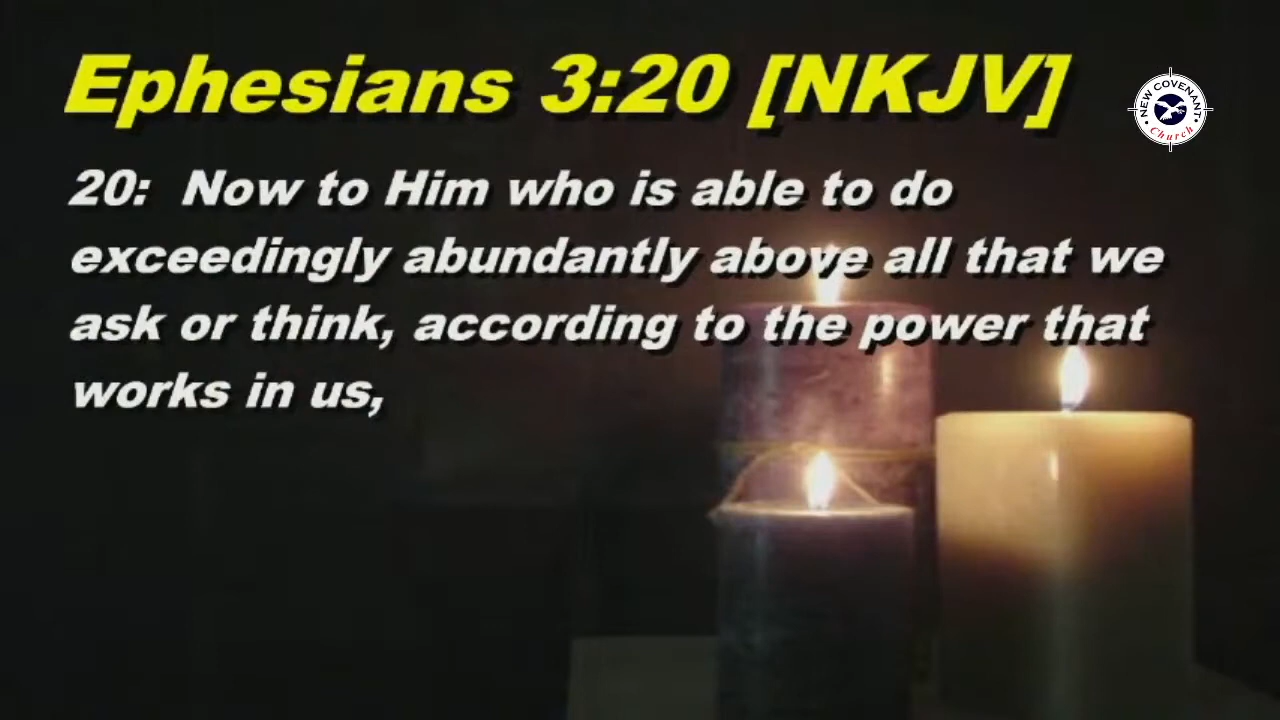 Ephesians 3:20 [NKJV]
NEW COVENANT
Church
20: Now to Him who is able to do
exceedingly abundantly above all that we
ask or think, according to the power that
works in us,